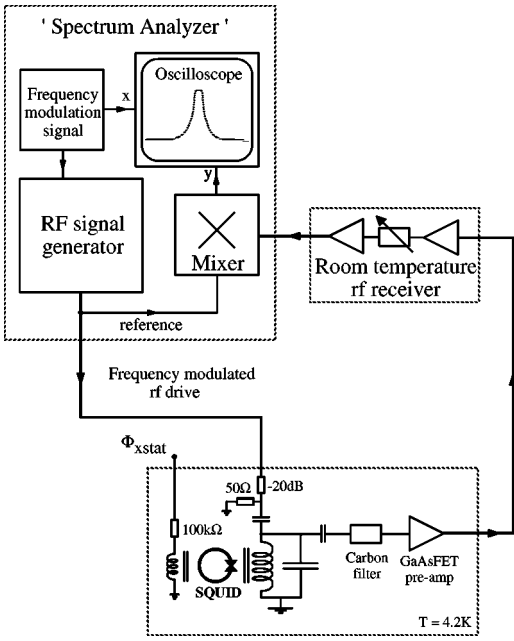 ' Spectrum Analyzer '
Oscilloscope
Frequency
modulation
signal
x
y
RF signal
generator
Mixer
reference
Room temperature
rf receiver
Frequency modulated
rf drive
Φxstat
50Ω
-20dB
100kΩ
SQUID
Carbon
filter
GaAsFET
pre-amp
T = 4.2K